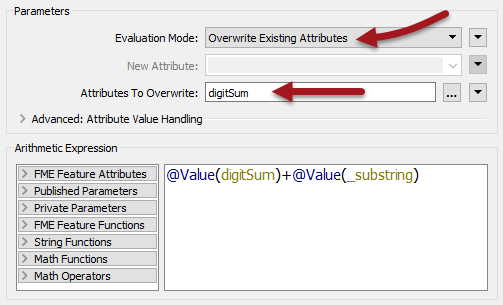 Parameters
Evaluation Mode: Overwrite Existing Attributes
New Attribute:
Attributes To Overwrite: digitSum ...
Advanced: Attribute Value Handling
Arithmetic Expression
FME Feature Attributes
Published Parameters
Private Parameters
FME Feature Functions
String Functions
Math Functions
Math Operators
@Value(digitSum)+@Value(_substring)